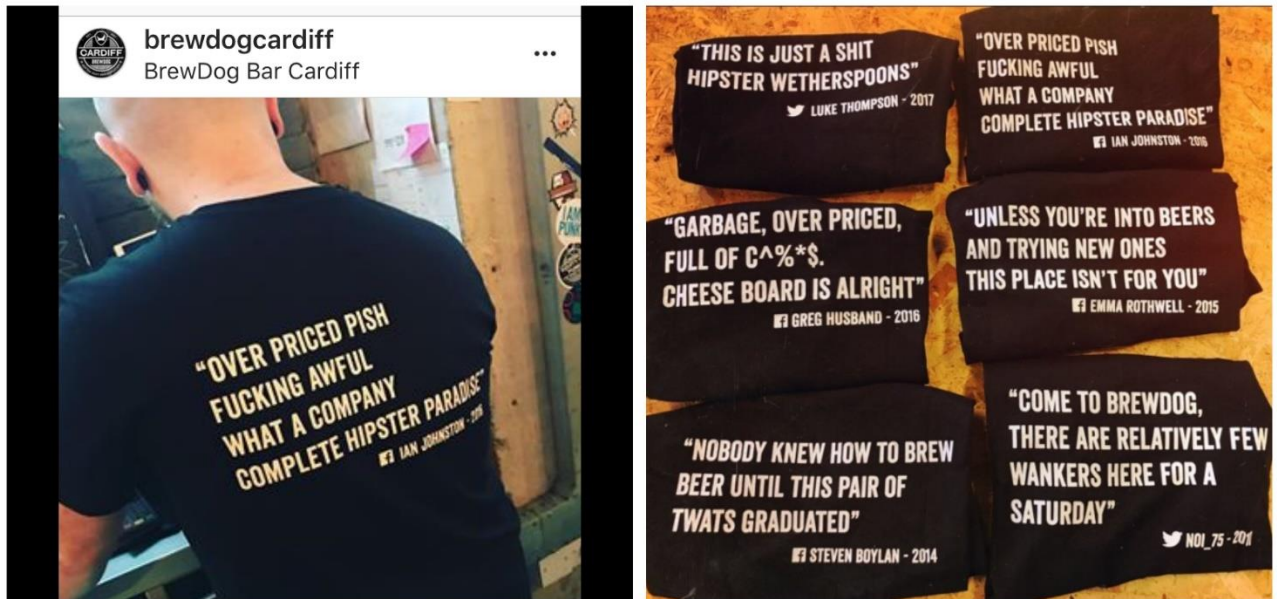 brewdogcardiff
BrewDog Bar Cardiff
CARDIFF
BREWDOG
I AM
PUNK
“OVER PRICED PISH
FUCKING AWFUL
WHAT A COMPANY
COMPLETE HIPSTER PARADISE”
IAN JOHNSTON - 2016
“THIS IS JUST A SHIT
HIPSTER WETHERSPOONS”
LUKE THOMPSON - 2017
“OVER PRICED PISH
FUCKING AWFUL
WHAT A COMPANY
COMPLETE HIPSTER PARADISE”
IAN JOHNSTON - 2016
“GARBAGE, OVER PRICED,
FULL OF C^%*$.
CHEESE BOARD IS ALRIGHT”
GREG HUSBAND - 2016
“UNLESS YOU’RE INTO BEERS
AND TRYING NEW ONES
THIS PLACE ISN’T FOR YOU”
EMMA ROTHWELL - 2015
“NOBODY KNEW HOW TO BREW
BEER UNTIL THIS PAIR OF
TWATS GRADUATED”
STEVEN BOYLAN - 2014
“COME TO BREWDOG,
THERE ARE RELATIVELY FEW
WANKERS HERE FOR A
SATURDAY”
NOI_75 - 2011